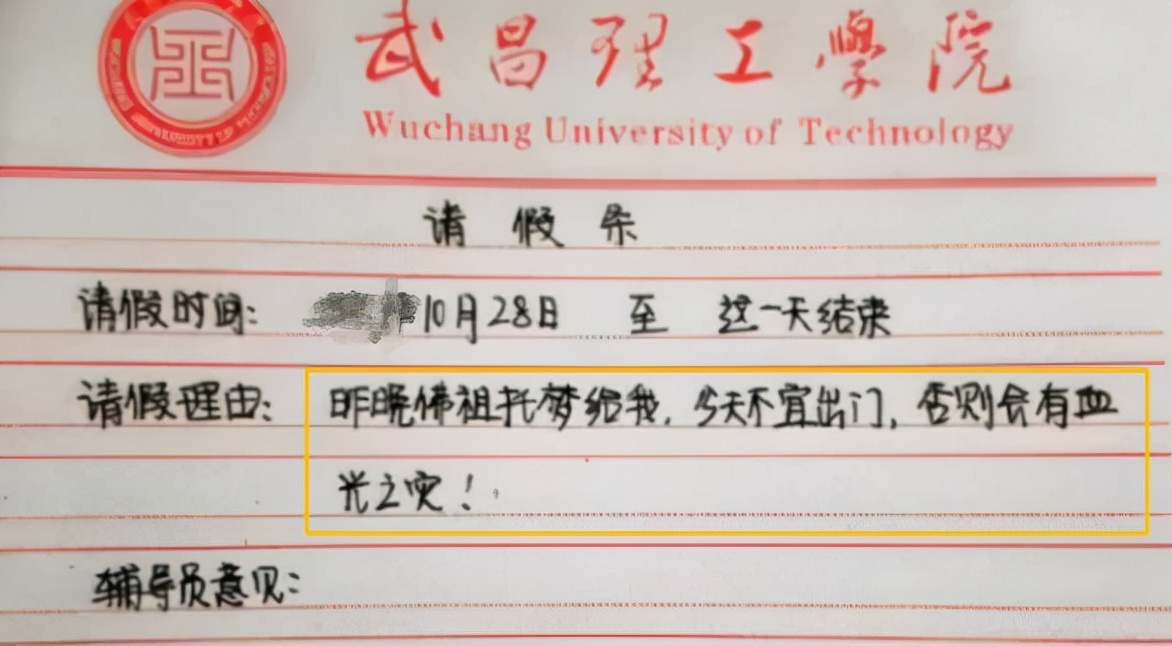 武昌理工學院
Wuchang University of Technology
请假条
请假时间: 10月28日 至 这一天结束
请假理由: 昨晚佛祖托梦给我，今天不宜出门，否则会有血
光之灾！
辅导员意见: